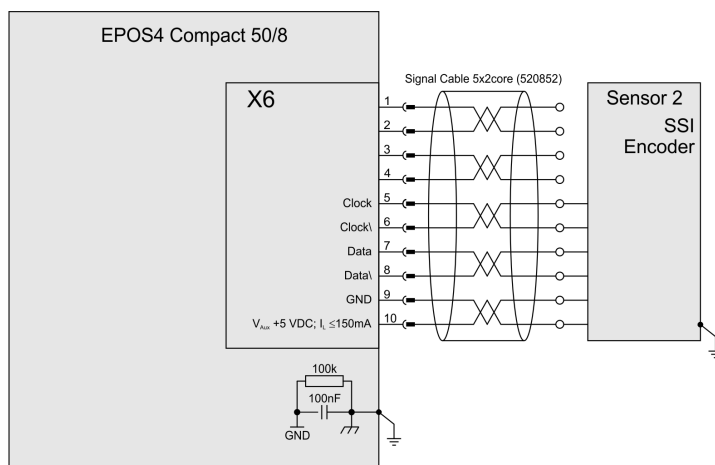 EPOS4 Compact 50/8
Signal Cable 5x2core (520852)
X6
Sensor 2
SSI
Encoder
1
2
3
4
Clock 5
Clock\ 6
Data 7
Data\ 8
GND 9
V_Aux +5 VDC; I_L ≤150mA 10
100k
100nF
GND